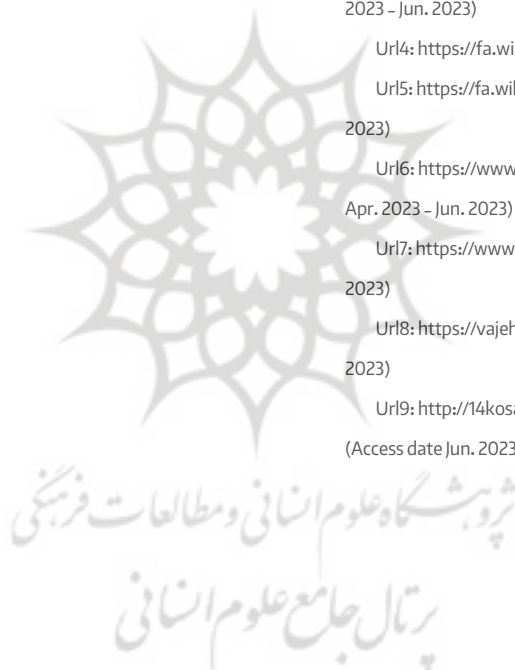 2023 – Jun. 2023)
Url4: https://fa.wi
Url5: https://fa.wil
2023)
Url6: https://www
Apr. 2023 – Jun. 2023)
Url7: https://www
2023)
Url8: https://vajeh
2023)
Url9: http://14kosa
(Access date Jun. 2023
پژوهشگاه علوم انسانی و مطالعات فرهنگی
پرتال جامع علوم انسانی